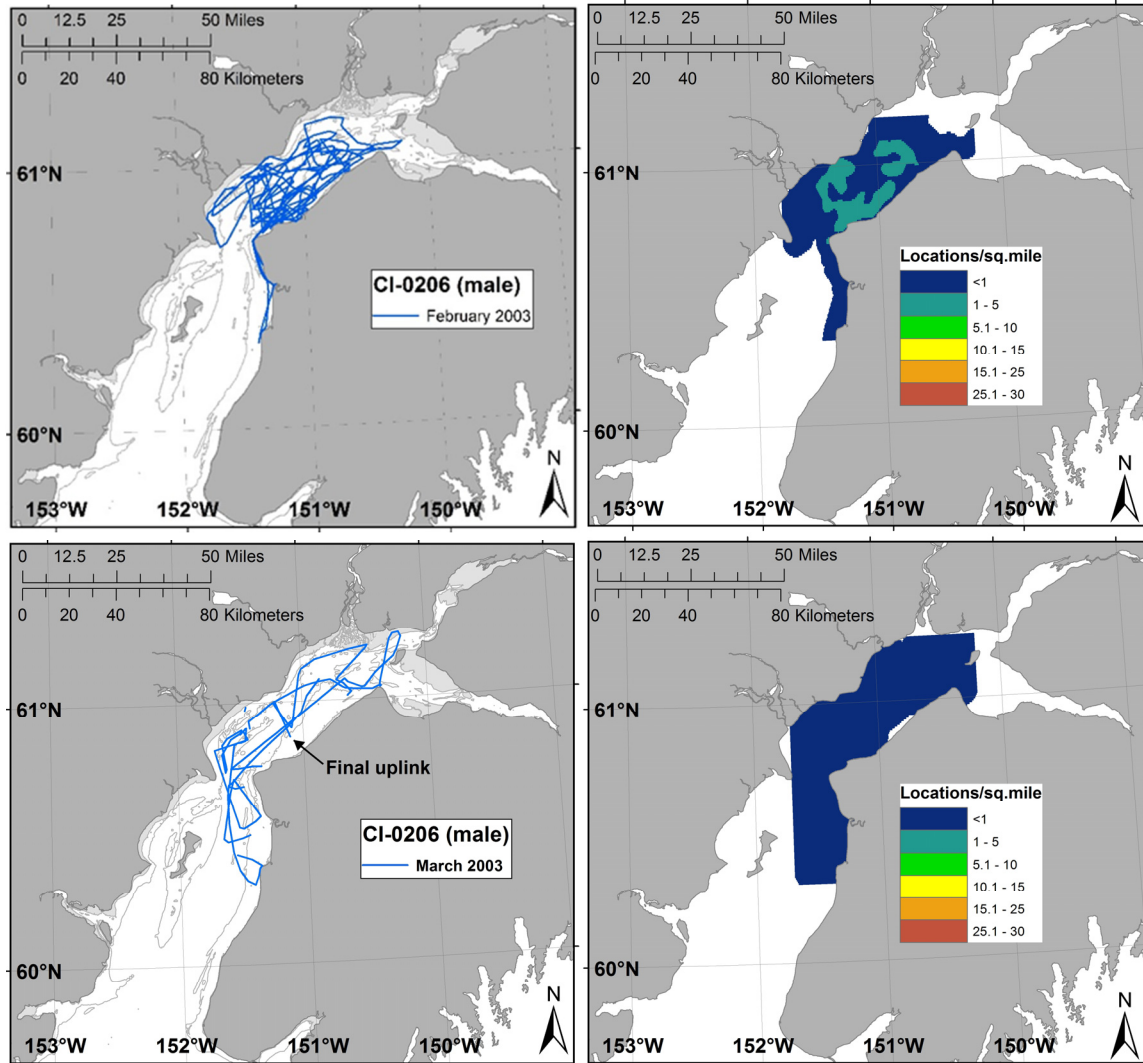 0 12.5 25 50 Miles
0 20 40 80 Kilometers
61°N
CI-0206 (male)
February 2003
60°N
N
153°W 152°W 151°W 150°W
0 12.5 25 50 Miles
0 20 40 80 Kilometers
61°N
Locations/sq.mile
<1
1 - 5
5.1 - 10
10.1 - 15
15.1 - 25
25.1 - 30
60°N
N
153°W 152°W 151°W 150°W
0 12.5 25 50 Miles
0 20 40 80 Kilometers
61°N
Final uplink
CI-0206 (male)
March 2003
60°N
N
153°W 152°W 151°W 150°W
0 12.5 25 50 Miles
0 20 40 80 Kilometers
61°N
Locations/sq.mile
<1
1 - 5
5.1 - 10
10.1 - 15
15.1 - 25
25.1 - 30
60°N
N
153°W 152°W 151°W 150°W